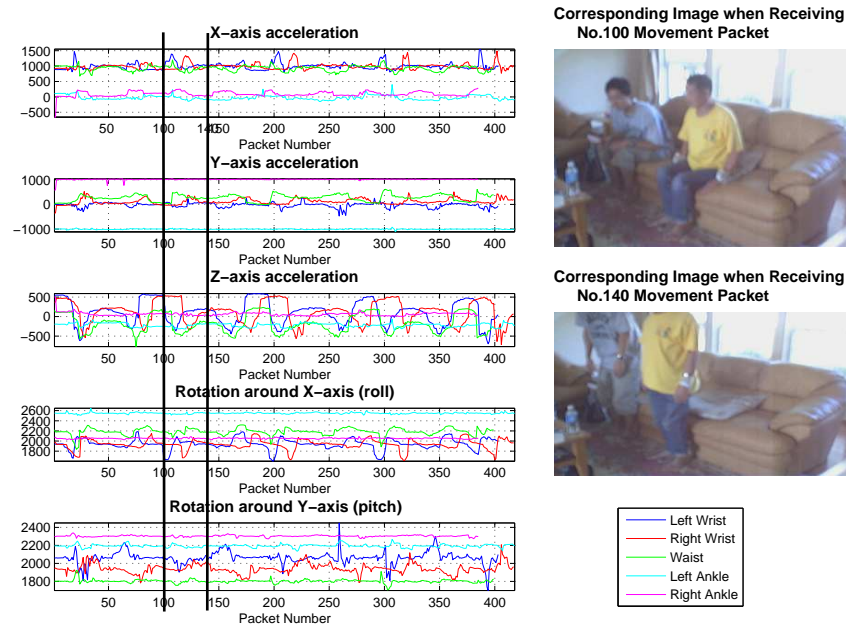 X−axis acceleration
1500
1000
500
0
−500
50 100 140 150 200 250 300 350 400
Packet Number
Y−axis acceleration
1000
0
−1000
50 100 150 200 250 300 350 400
Packet Number
Z−axis acceleration
500
0
−500
50 100 150 200 250 300 350 400
Packet Number
Rotation around X−axis (roll)
2600
2400
2200
2000
1800
50 100 150 200 250 300 350 400
Packet Number
Rotation around Y−axis (pitch)
2400
2200
2000
1800
50 100 150 200 250 300 350 400
Packet Number
Corresponding Image when Receiving
No.100 Movement Packet
Corresponding Image when Receiving
No.140 Movement Packet
Left Wrist
Right Wrist
Waist
Left Ankle
Right Ankle